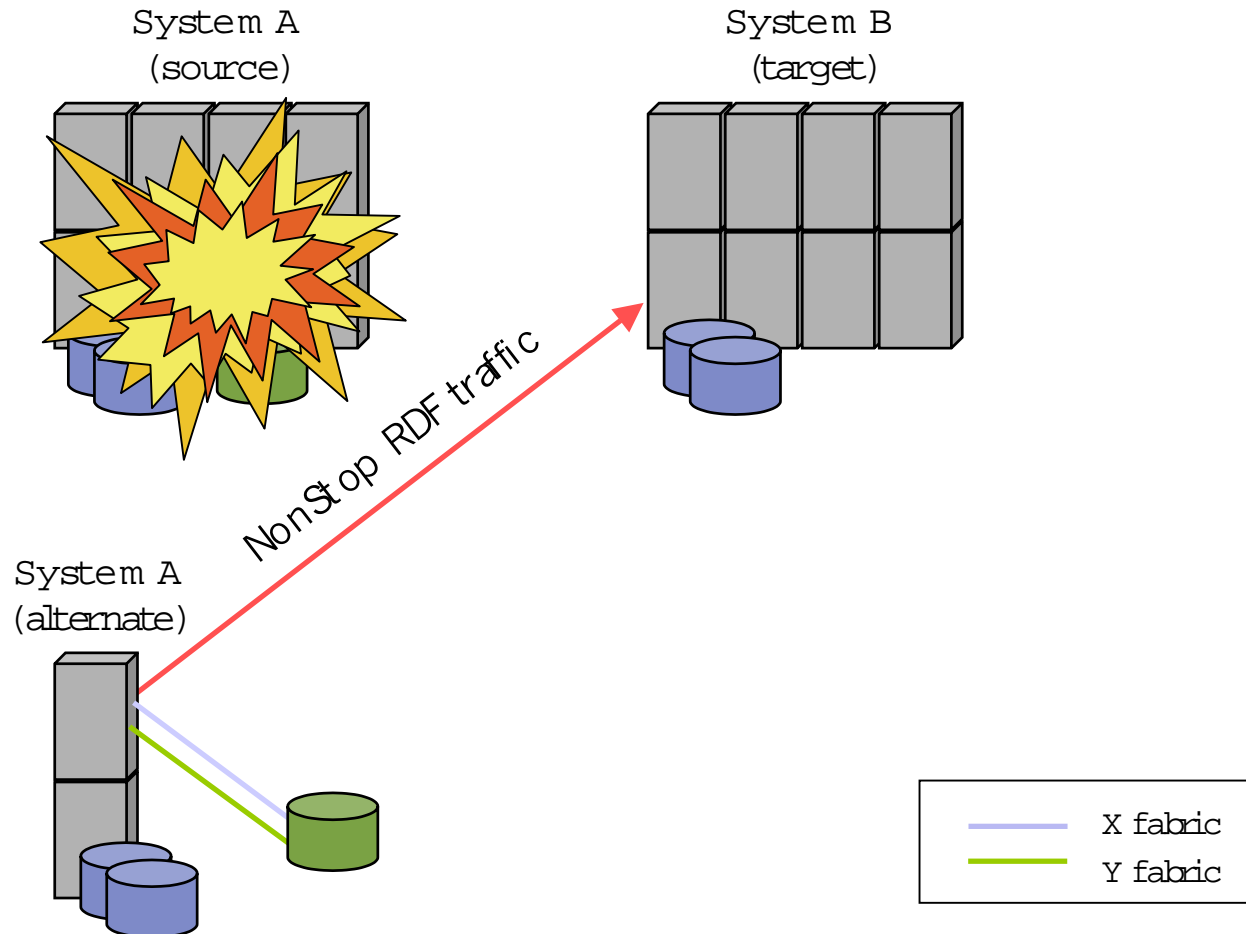 System A
(source)
System B
(target)
NonStop RDF traffic
System A
(alternate)
X fabric
Y fabric